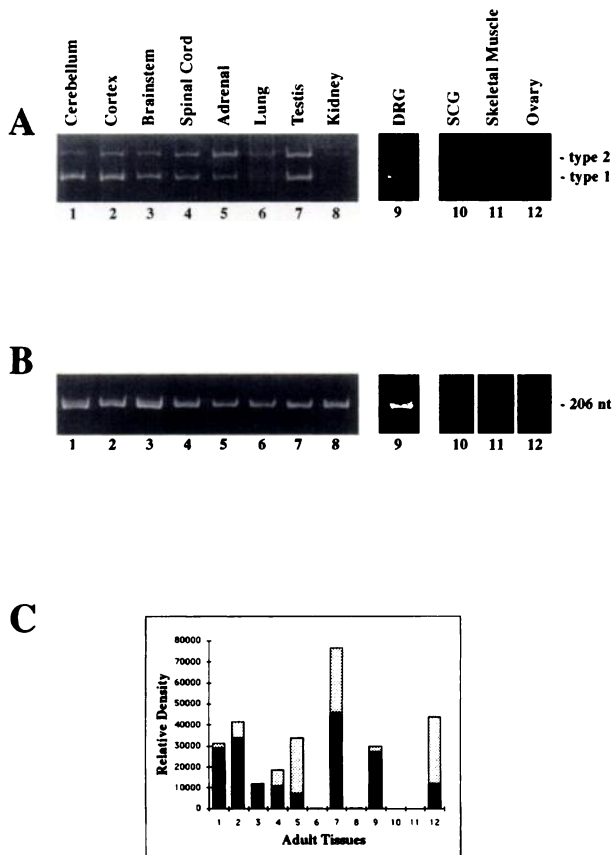 A
Cerebellum
Cortex
Brainstem
Spinal Cord
Adrenal
Lung
Testis
Kidney
DRG
SCG
Skeletal Muscle
Ovary
- type 2
- type 1
1 2 3 4 5 6 7 8 9 10 11 12
B
- 206 nt
1 2 3 4 5 6 7 8 9 10 11 12
C
Relative Density
80000
70000
60000
50000
40000
30000
20000
10000
0
1 2 3 4 5 6 7 8 9 10 11 12
Adult Tissues